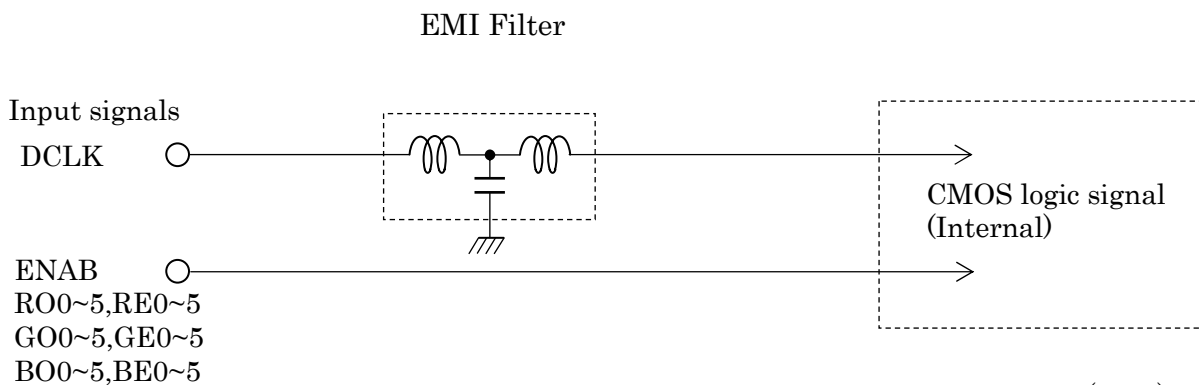 EMI Filter
Input signals
DCLK
CMOS logic signal
(Internal)
ENAB
RO0~5,RE0~5
GO0~5,GE0~5
BO0~5,BE0~5